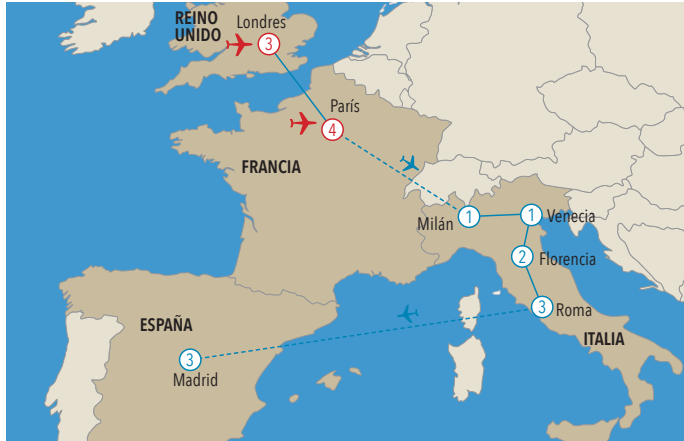 REINO
UNIDO
Londres
3
París
4
FRANCIA
Milán
1
1
Venecia
2
Florencia
3
Roma
ITALIA
ESPAÑA
3
Madrid